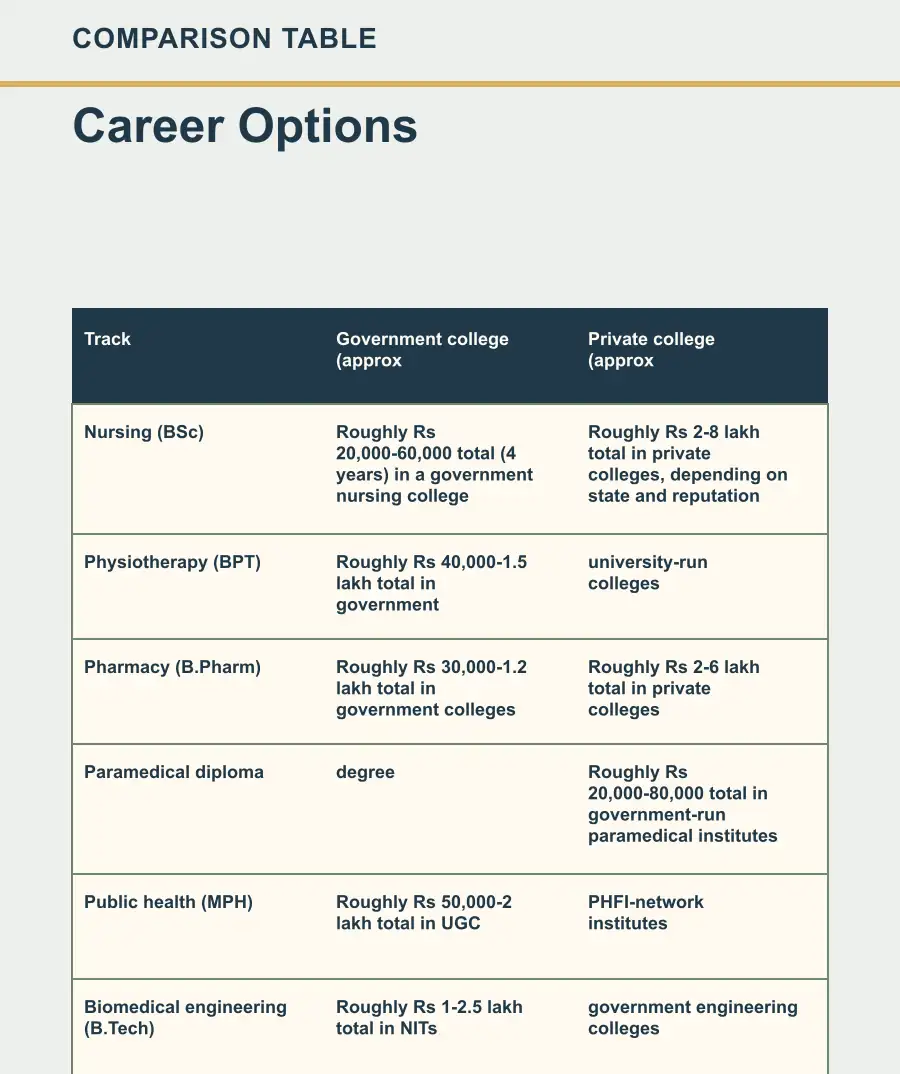 COMPARISON TABLE
Career Options
Track
Government college
(approx
Private college
(approx
Nursing (BSc)
Roughly Rs
20,000-60,000 total (4
years) in a government
nursing college
Roughly Rs 2-8 lakh
total in private
colleges, depending on
state and reputation
Physiotherapy (BPT)
Roughly Rs 40,000-1.5
lakh total in
government
university-run
colleges
Pharmacy (B.Pharm)
Roughly Rs 30,000-1.2
lakh total in
government colleges
Roughly Rs 2-6 lakh
total in private
colleges
Paramedical diploma
degree
Roughly Rs
20,000-80,000 total in
government-run
paramedical institutes
Public health (MPH)
Roughly Rs 50,000-2
lakh total in UGC
PHFI-network
institutes
Biomedical engineering
(B.Tech)
Roughly Rs 1-2.5 lakh
total in NITs
government engineering
colleges